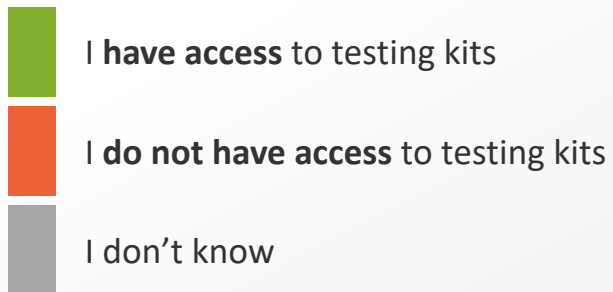 I have access to testing kits
I do not have access to testing kits
I don’t know